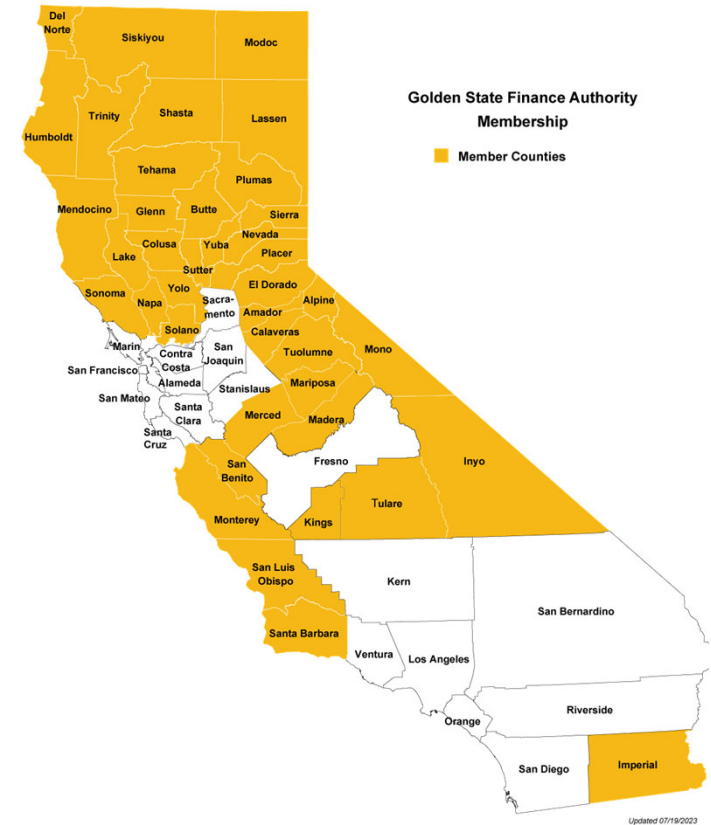 Golden State Finance Authority
Membership
Member Counties
Del
Norte
Siskiyou
Modoc
Humboldt
Trinity
Shasta
Lassen
Tehama
Plumas
Mendocino
Glenn
Butte
Sierra
Nevada
Lake
Colusa
Yuba
Placer
Sutter
Sonoma
Napa
Yolo
El Dorado
Sacra-
mento
Alpine
Amador
Solano
Calaveras
Marin
Contra
Costa
San
Joaquin
Tuolumne
Mono
San Francisco
Alameda
Stanislaus
Mariposa
San Mateo
Santa
Clara
Merced
Madera
Santa
Cruz
Fresno
Inyo
San
Benito
Tulare
Monterey
Kings
San Luis
Obispo
Kern
San Bernardino
Santa Barbara
Ventura
Los Angeles
Orange
Riverside
San Diego
Imperial
Updated 07/19/2023